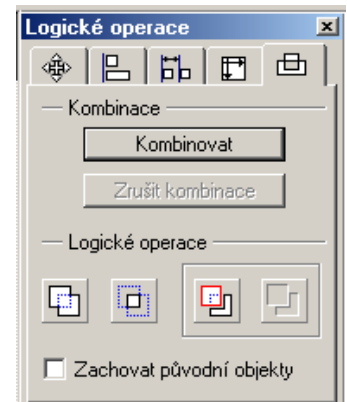 Logické operace
Kombinace
Kombinovat
Zrušit kombinace
Logické operace
Zachovat původní objekty